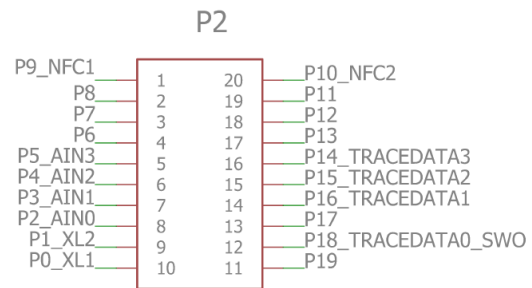 P2
P9_NFC1 1 20 P10_NFC2
P8 2 19 P11
P7 3 18 P12
P6 4 17 P13
P5_AIN3 5 16 P14_TRACEDATA3
P4_AIN2 6 15 P15_TRACEDATA2
P3_AIN1 7 14 P16_TRACEDATA1
P2_AIN0 8 13 P17
P1_XL2 9 12 P18_TRACEDATA0_SWO
P0_XL1 10 11 P19